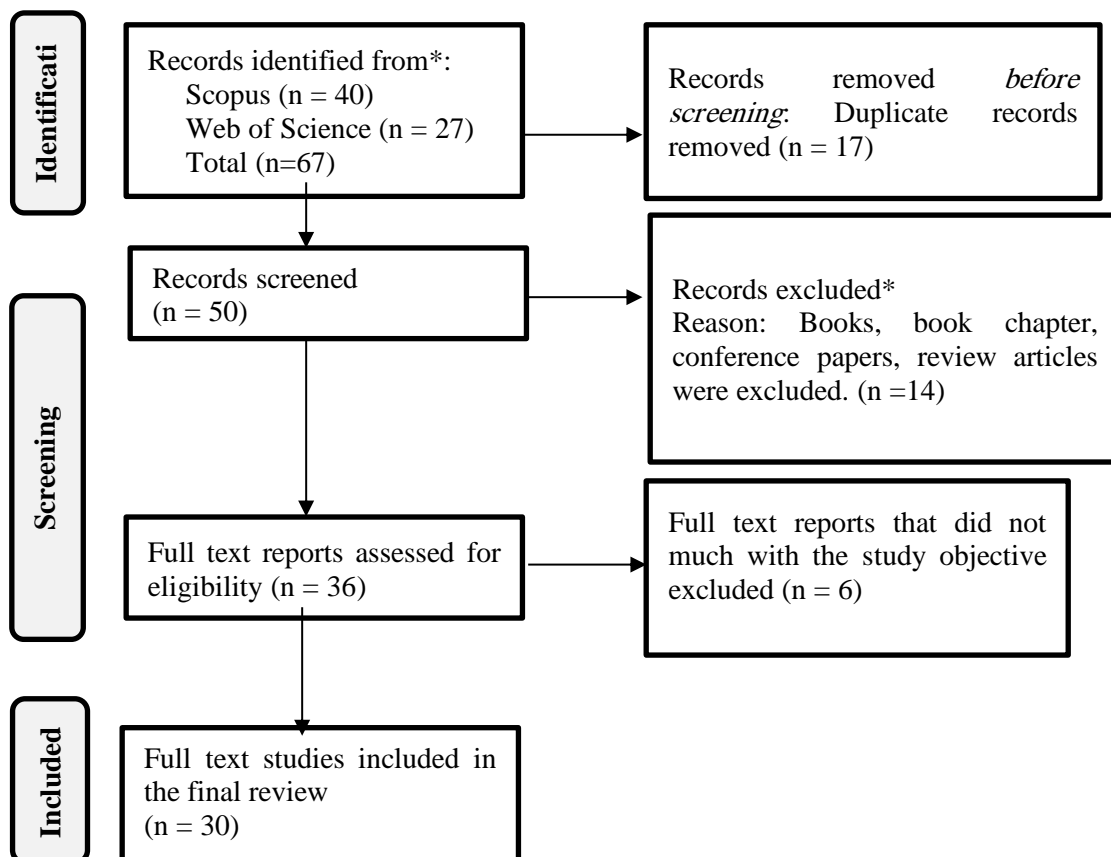 Identificati
Records identified from*:
Scopus (n = 40)
Web of Science (n = 27)
Total (n=67)
Records removed before
screening: Duplicate records
removed (n = 17)
Screening
Records screened
(n = 50)
Records excluded*
Reason: Books, book chapter,
conference papers, review articles
were excluded. (n =14)
Full text reports assessed for
eligibility (n = 36)
Full text reports that did not
much with the study objective
excluded (n = 6)
Included
Full text studies included in
the final review
(n = 30)